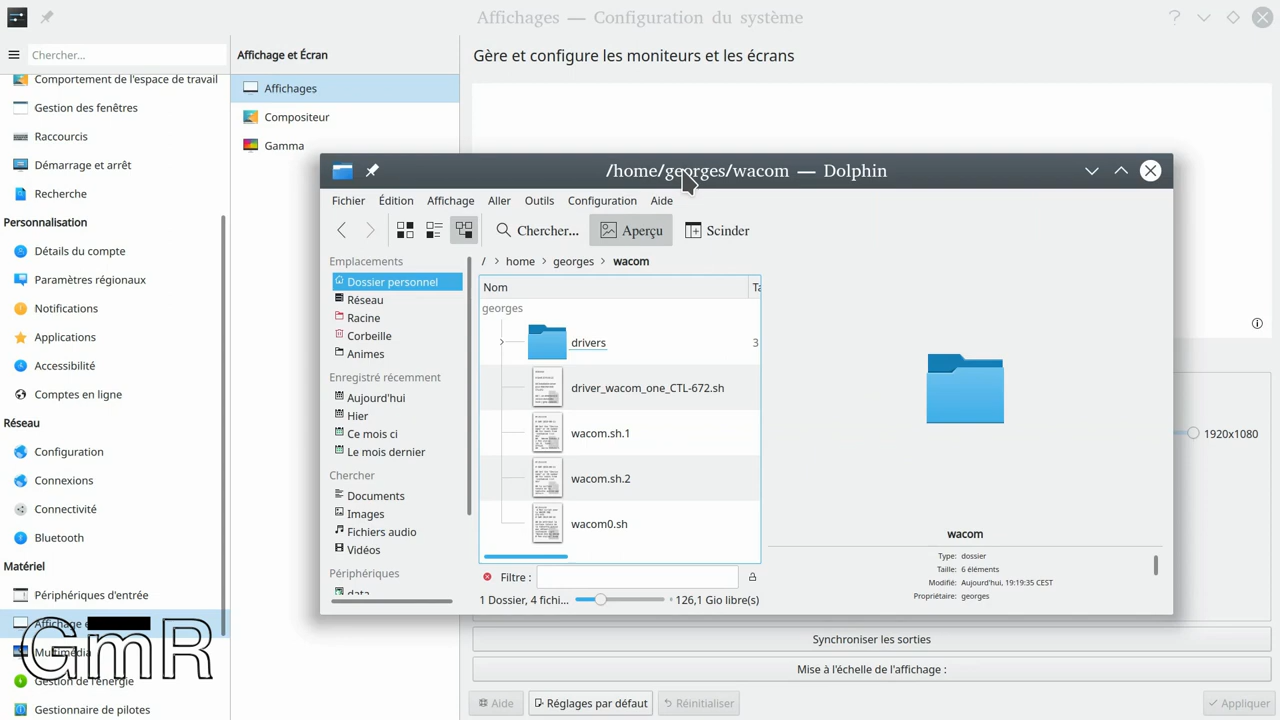 Affichages — Configuration du système
Chercher...
Affichage et Écran
Gère et configure les moniteurs et les écrans
Comportement de l'espace de travail
Gestion des fenêtres
Raccourcis
Démarrage et arrêt
Recherche
Personnalisation
Détails du compte
Paramètres régionaux
Notifications
Applications
Accessibilité
Comptes en ligne
Réseau
Configuration
Connexions
Connectivité
Bluetooth
Matériel
Périphériques d'entrée
Affichage e
Multimédia
Gestion de l'énergie
Gestionnaire de pilotes
GmR
Affichages
Compositeur
Gamma
/home/georges/wacom — Dolphin
Fichier Édition Affichage Aller Outils Configuration Aide
Chercher... Aperçu Scinder
Emplacements
Dossier personnel
Réseau
Racine
Corbeille
Animes
Enregistré récemment
Aujourd'hui
Hier
Ce mois ci
Le mois dernier
Chercher
Documents
Images
Fichiers audio
Vidéos
Périphériques
data
/ > home > georges > wacom
Nom Ta
georges
drivers 3
driver_wacom_one_CTL-672.sh
wacom.sh.1
wacom.sh.2
wacom0.sh
Filtre :
1 Dossier, 4 fichi... 126,1 Gio libre(s)
wacom
Type: dossier
Taille: 6 éléments
Modifié: Aujourd'hui, 19:19:35 CEST
Propriétaire: georges
1920x1080
Synchroniser les sorties
Mise à l'échelle de l'affichage :
Aide Réglages par défaut Réinitialiser Appliquer